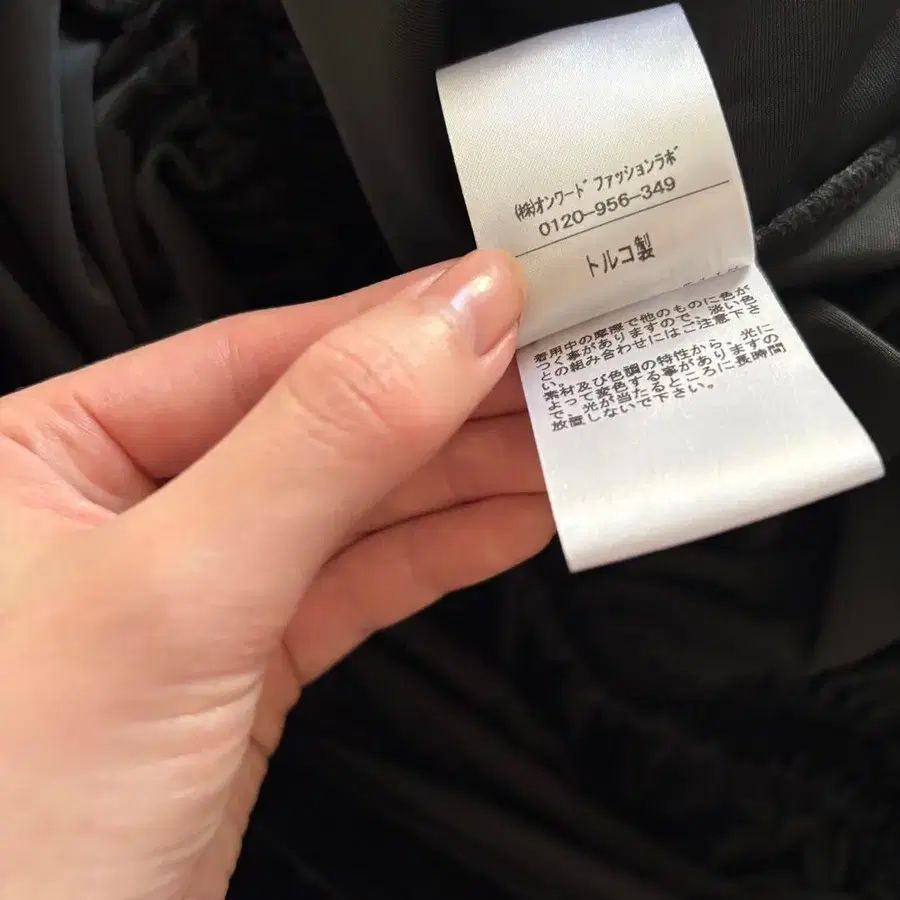 ㈱オンワード ファッションラボ
0120-956-349
トルコ製
着用中の摩擦で他のものに色が
つく事がありますので、淡い色
との組み合わせにはご注意下さ
い。
素材及び色調の特性から、光に
よって変色する事がありますの
で、光が当たるところに長時間
放置しないで下さい。